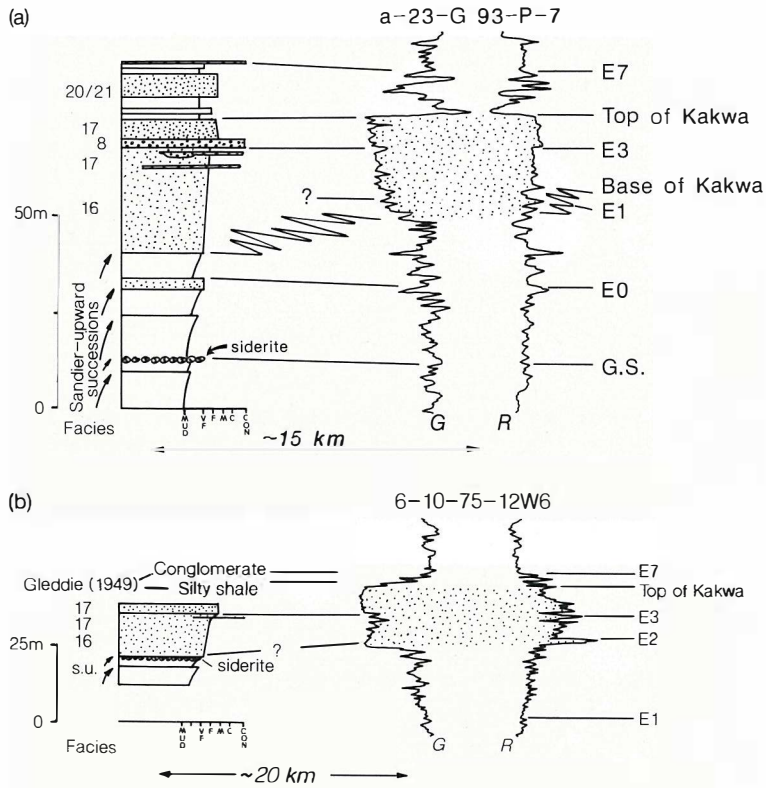 (a)
a-23-G 93-P-7
20/21
17
8
17
16
50m
0
Sandier-upward
successions
Facies
siderite
MUD VF F M C CON
?
G R
E7
Top of Kakwa
E3
Base of Kakwa
E1
E0
G.S.
~15 km
(b)
6-10-75-12W6
Gleddie (1949)
Conglomerate
Silty shale
17
17
16
25m
s.u.
0
Facies
siderite
?
MUD VF F M C CON
G R
E7
Top of Kakwa
E3
E2
E1
~20 km